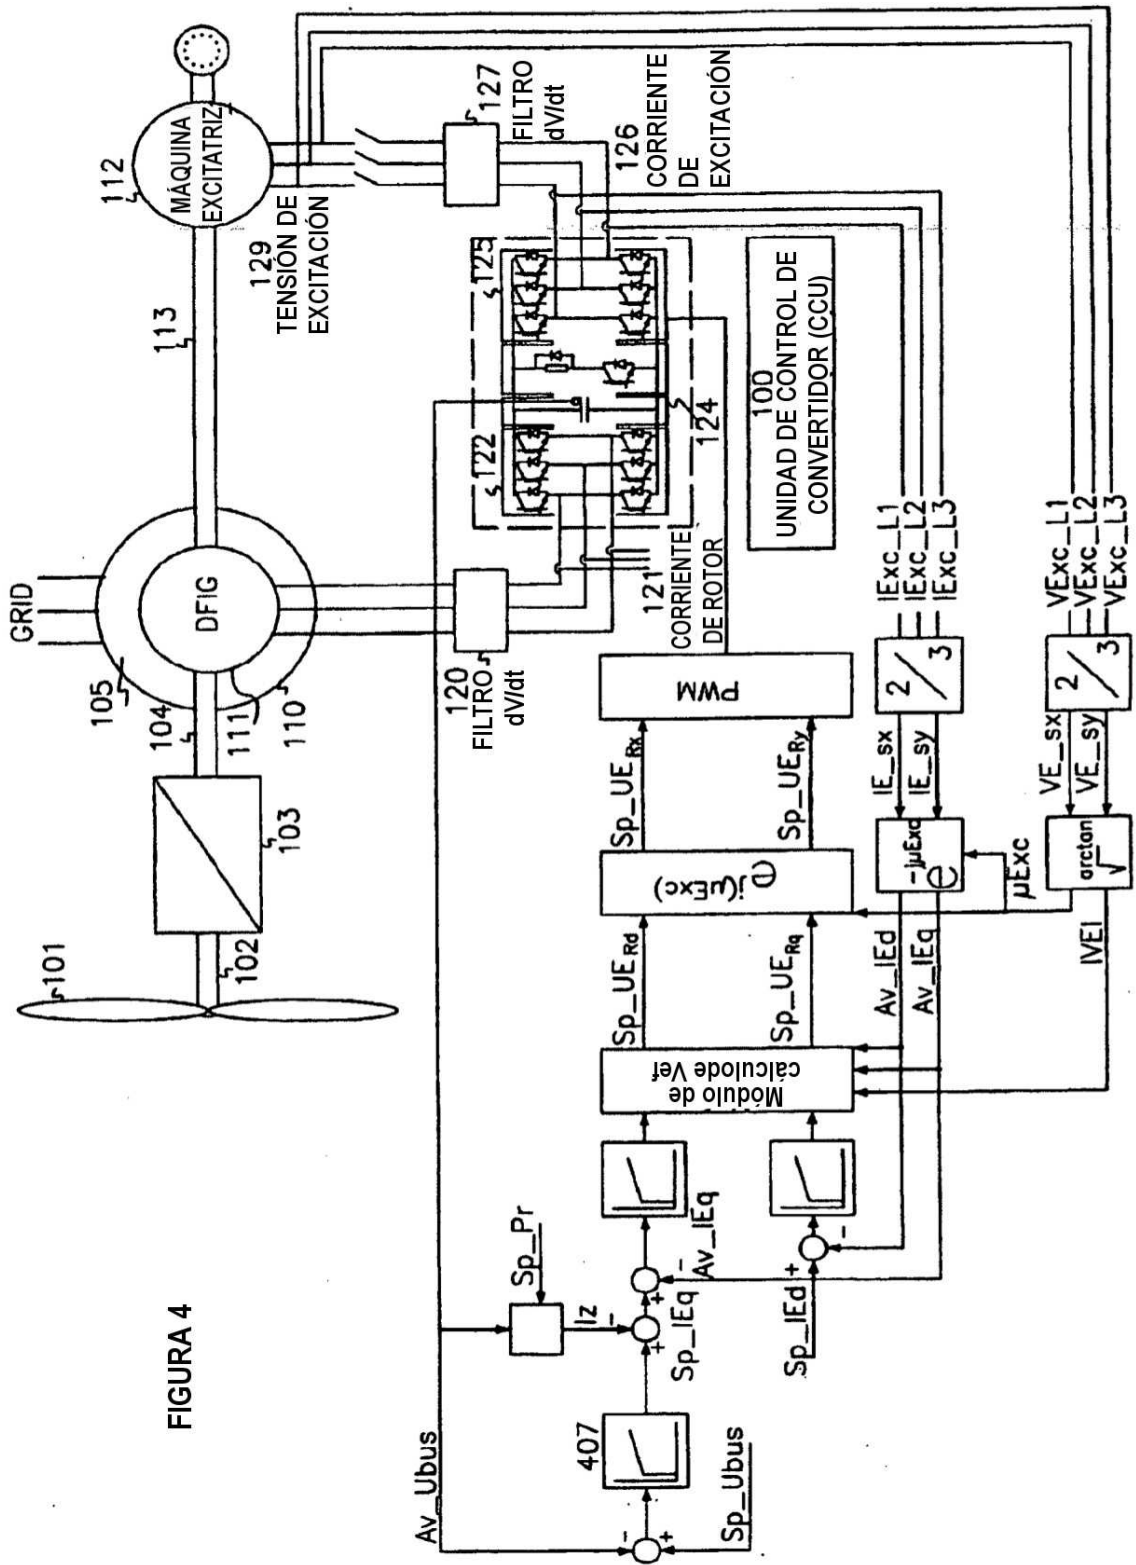 FIGURA 4
GRID
DFIG
105
104
111
110
103
102
101
113
112
MÁQUINA
EXCITATRIZ
129
TENSIÓN DE
EXCITACIÓN
127
FILTRO
dV/dt
126
CORRIENTE
DE
EXCITACIÓN
125
122
124
120
FILTRO
dV/dt
121
CORRIENTE
DE ROTOR
100
UNIDAD DE CONTROL DE
CONVERTIDOR (CCU)
Av_Ubus
Sp_Ubus
-
+
407
Sp_Pr
Iz
-
+
Sp_IEq
+
-
Av_IEq
Sp_IEd
+
-
Módulo de
cálculode Vef
Sp_UE_Rd
Sp_UE_Rq
e j(µExc)
Sp_UE_Rx
Sp_UE_Ry
PWM
Av_IEd
Av_IEq
IVEI
e -jµExc
µExc
IE_sx
IE_sy
2/3
IExc_L1
IExc_L2
IExc_L3
arctan
√
VE_sx
VE_sy
2/3
VExc_L1
VExc_L2
VExc_L3